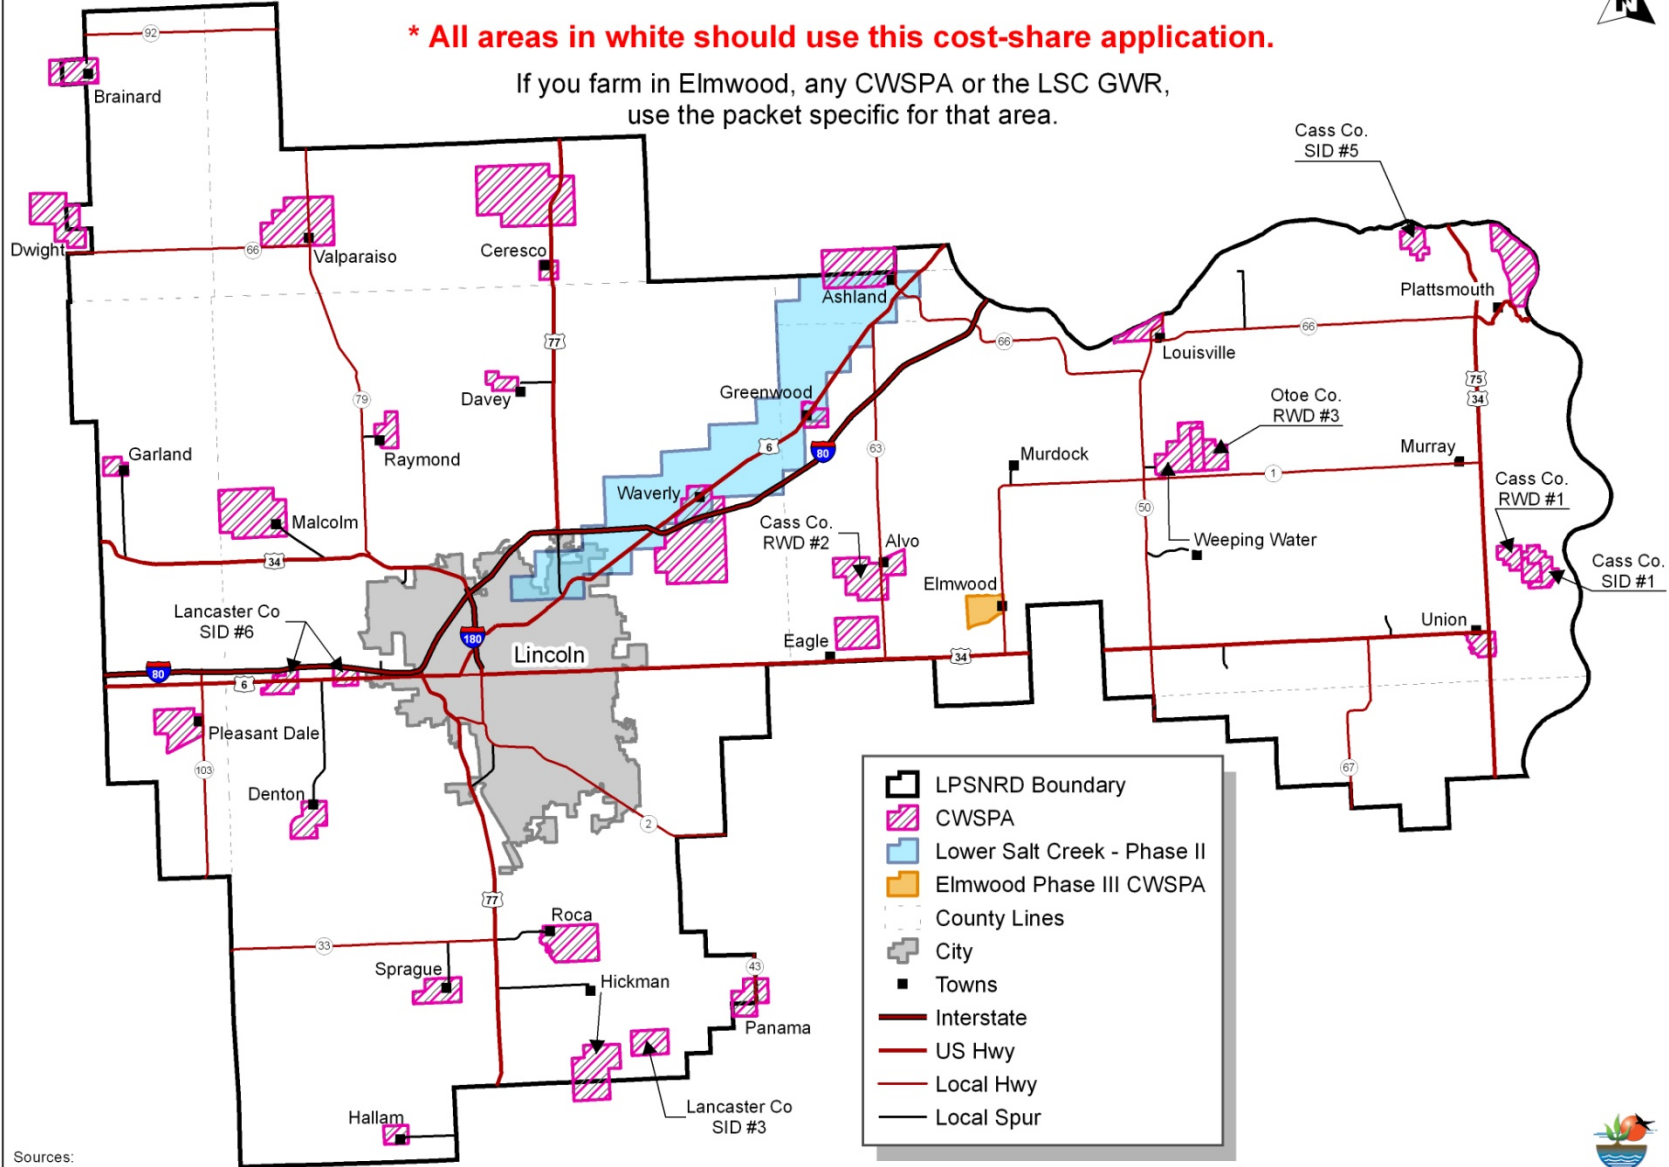 * All areas in white should use this cost-share application.
If you farm in Elmwood, any CWSPA or the LSC GWR,
use the packet specific for that area.
N
92
Brainard
Cass Co.
SID #5
Dwight
66
Valparaiso
Ceresco
Ashland
Plattsmouth
77
66
66
Louisville
75
34
Davey
Greenwood
79
Otoe Co.
RWD #3
Garland
Raymond
6
80
63
Murdock
Murray
1
Waverly
Cass Co.
RWD #1
Malcolm
Cass Co.
RWD #2
50
Alvo
Weeping Water
34
Cass Co.
SID #1
Elmwood
Lancaster Co
SID #6
180
Lincoln
Eagle
34
Union
80
6
Pleasant Dale
103
Denton
67
2
LPSNRD Boundary
CWSPA
Lower Salt Creek - Phase II
Elmwood Phase III CWSPA
County Lines
City
Towns
Interstate
US Hwy
Local Hwy
Local Spur
77
Roca
33
Sprague
43
Hickman
Panama
Lancaster Co
SID #3
Hallam
Sources: